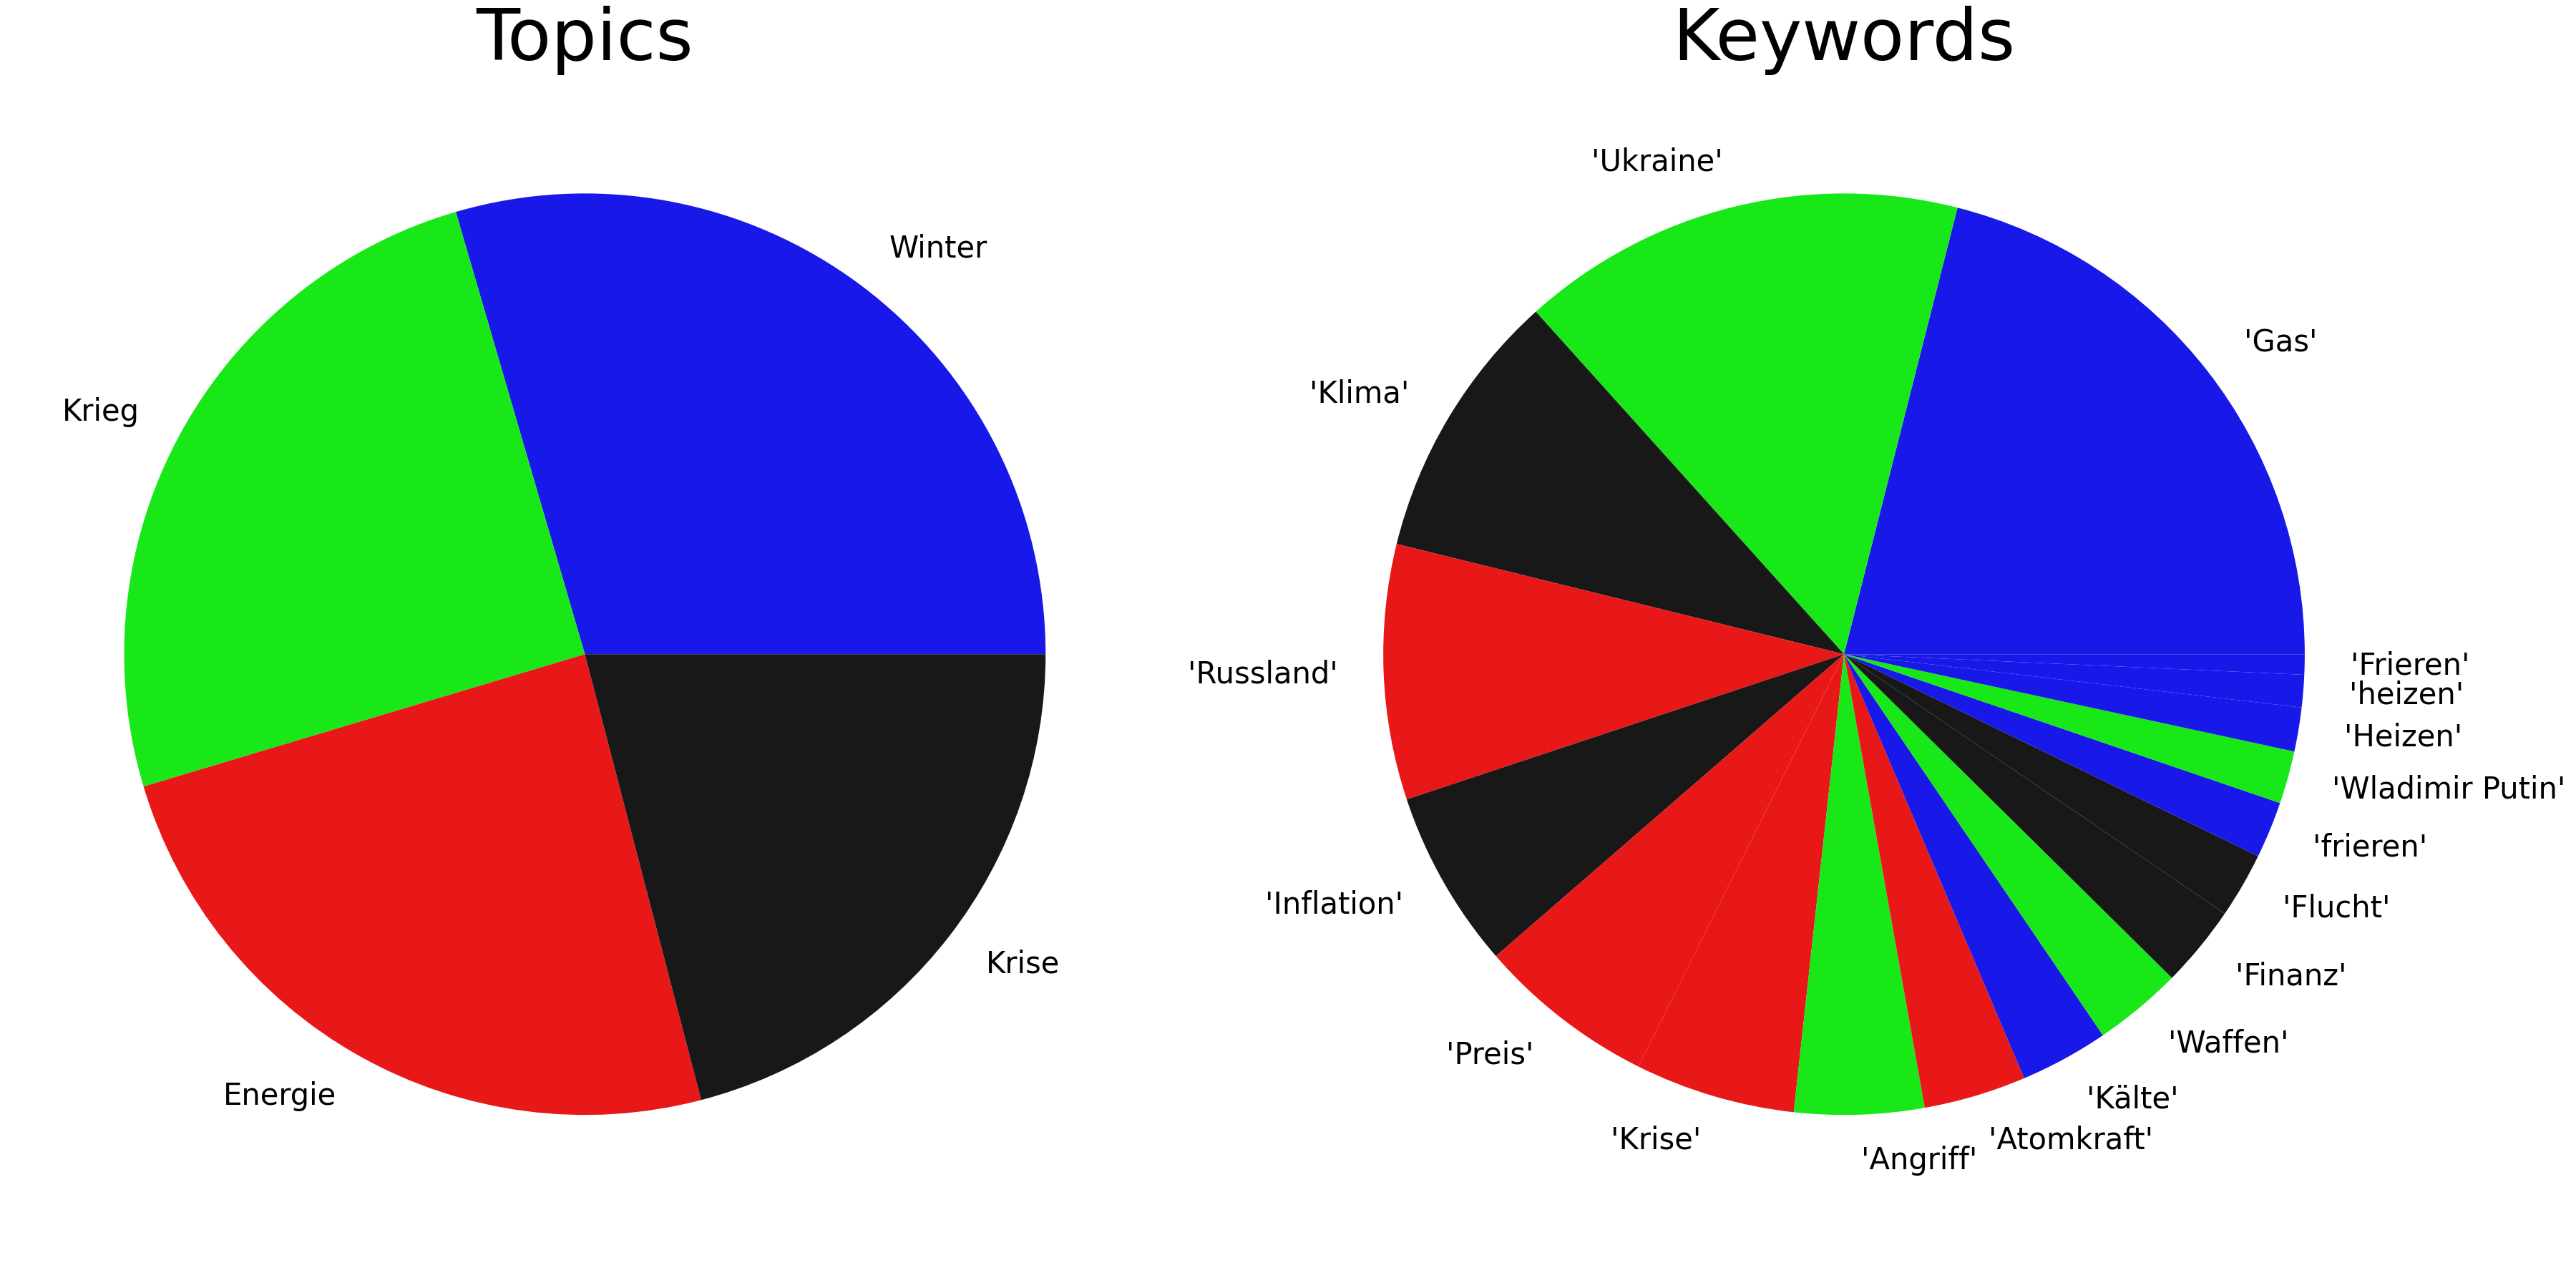 Topics
Winter
Krieg
Energie
Krise
Keywords
'Gas'
'Ukraine'
'Klima'
'Russland'
'Inflation'
'Preis'
'Krise'
'Angriff'
'Atomkraft'
'Kälte'
'Waffen'
'Finanz'
'Flucht'
'frieren'
'Wladimir Putin'
'Heizen'
'heizen'
'Frieren'